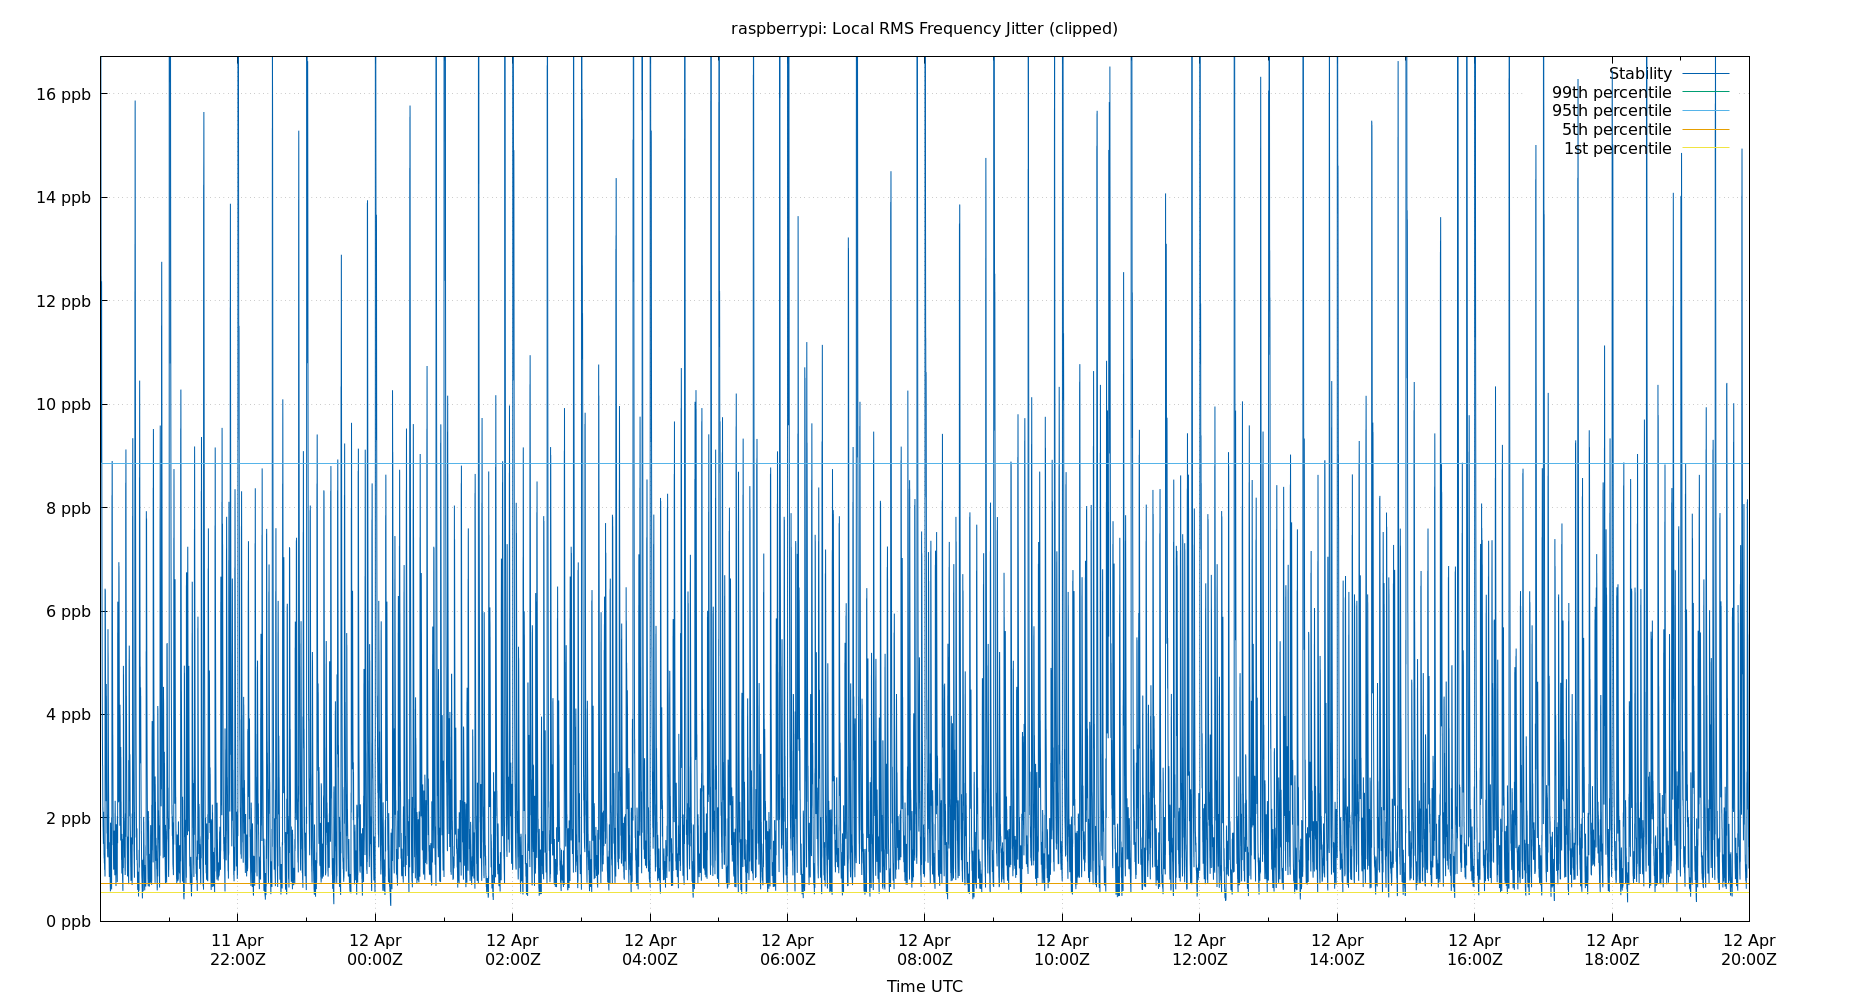 raspberrypi: Local RMS Frequency Jitter (clipped)
Stability
99th percentile
95th percentile
5th percentile
1st percentile
16 ppb
14 ppb
12 ppb
10 ppb
8 ppb
6 ppb
4 ppb
2 ppb
0 ppb
11 Apr 12 Apr 12 Apr 12 Apr 12 Apr 12 Apr 12 Apr 12 Apr 12 Apr 12 Apr 12 Apr 12 Apr
22:00Z 00:00Z 02:00Z 04:00Z 06:00Z 08:00Z 10:00Z 12:00Z 14:00Z 16:00Z 18:00Z 20:00Z
Time UTC